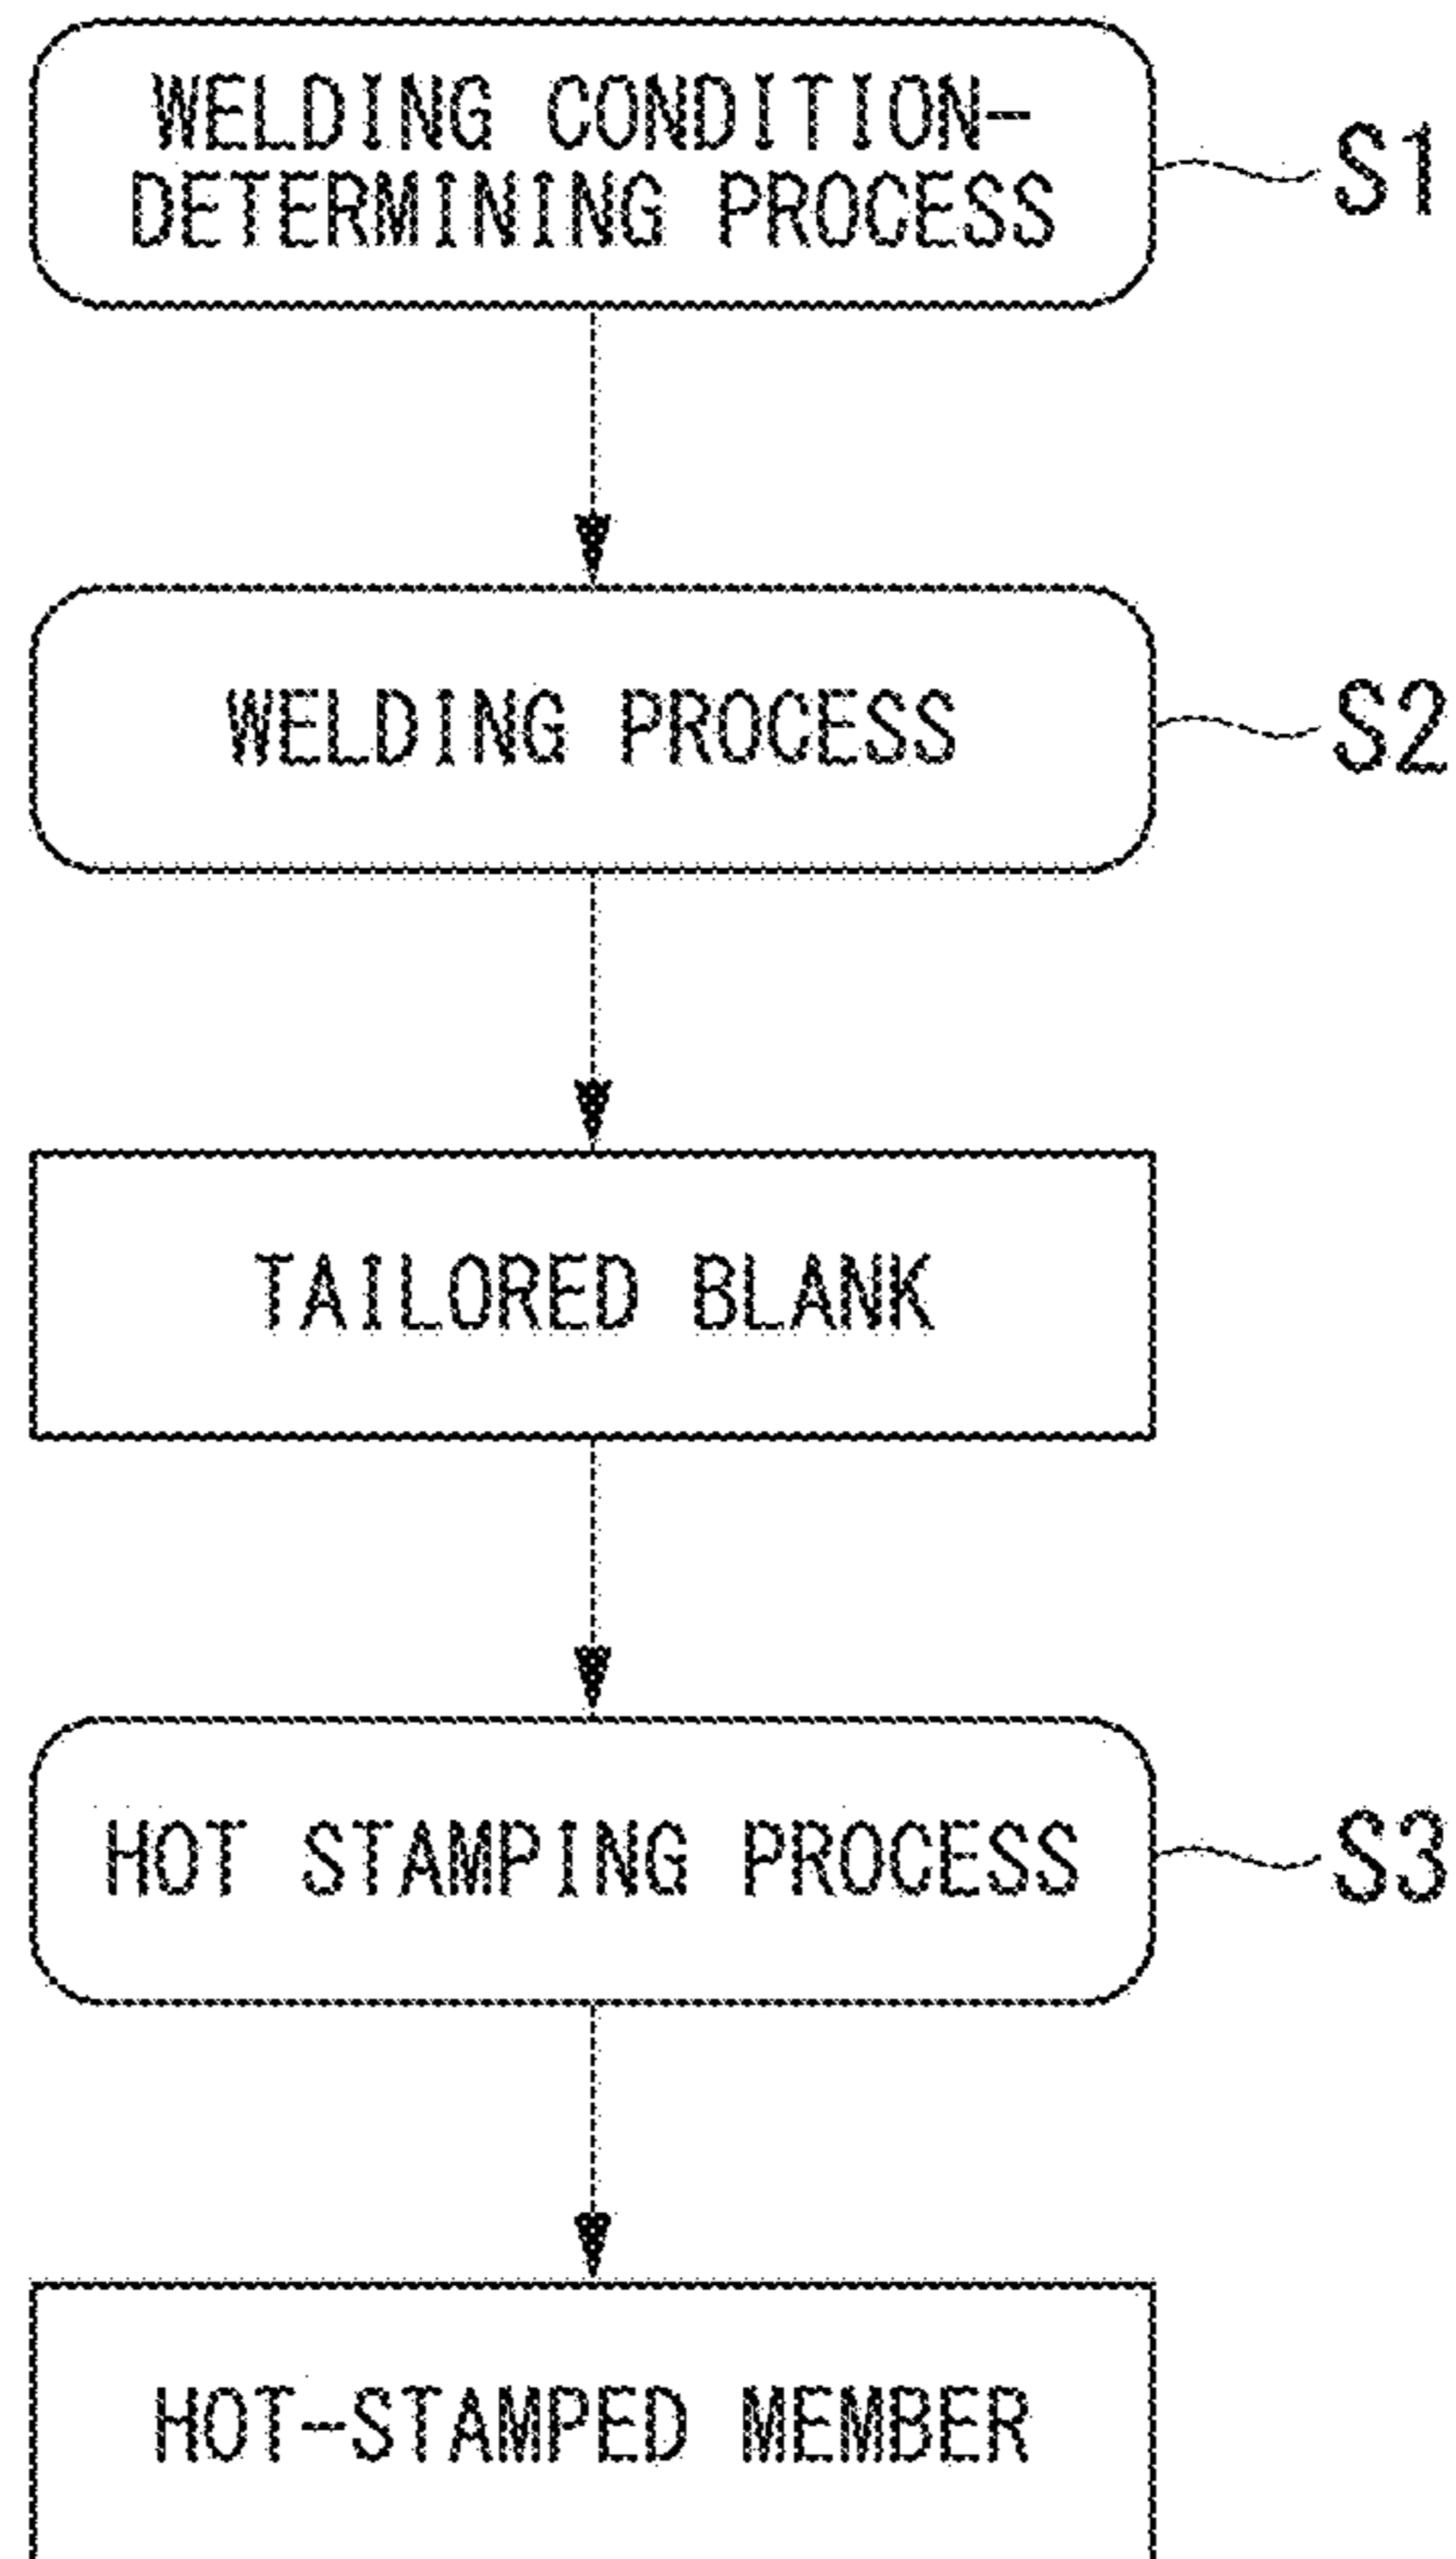 WELDING CONDITION-
DETERMINING PROCESS
S1
WELDING PROCESS
S2
TAILORED BLANK
HOT STAMPING PROCESS
S3
HOT-STAMPED MEMBER